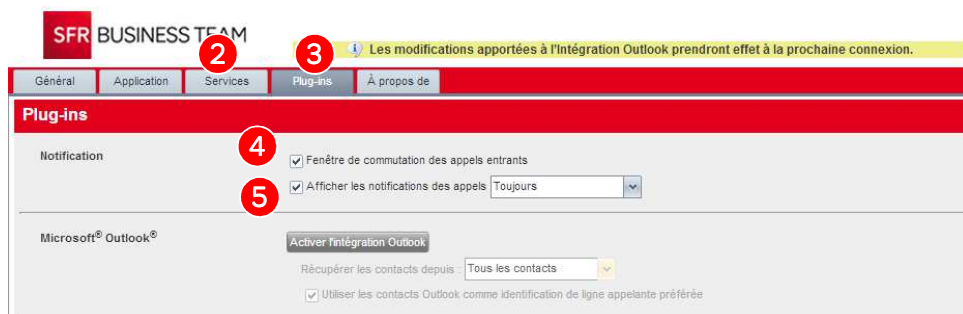 SFR BUSINESS TEAM
2
3
Les modifications apportées à l'Intégration Outlook prendront effet à la prochaine connexion.
Général Application Services Plug-ins À propos de
Plug-ins
Notification
4
Fenêtre de commutation des appels entrants
5
Afficher les notifications des appels Toujours
Microsoft® Outlook®
Activer l'intégration Outlook
Récupérer les contacts depuis : Tous les contacts
Utiliser les contacts Outlook comme identification de ligne appelante préférée